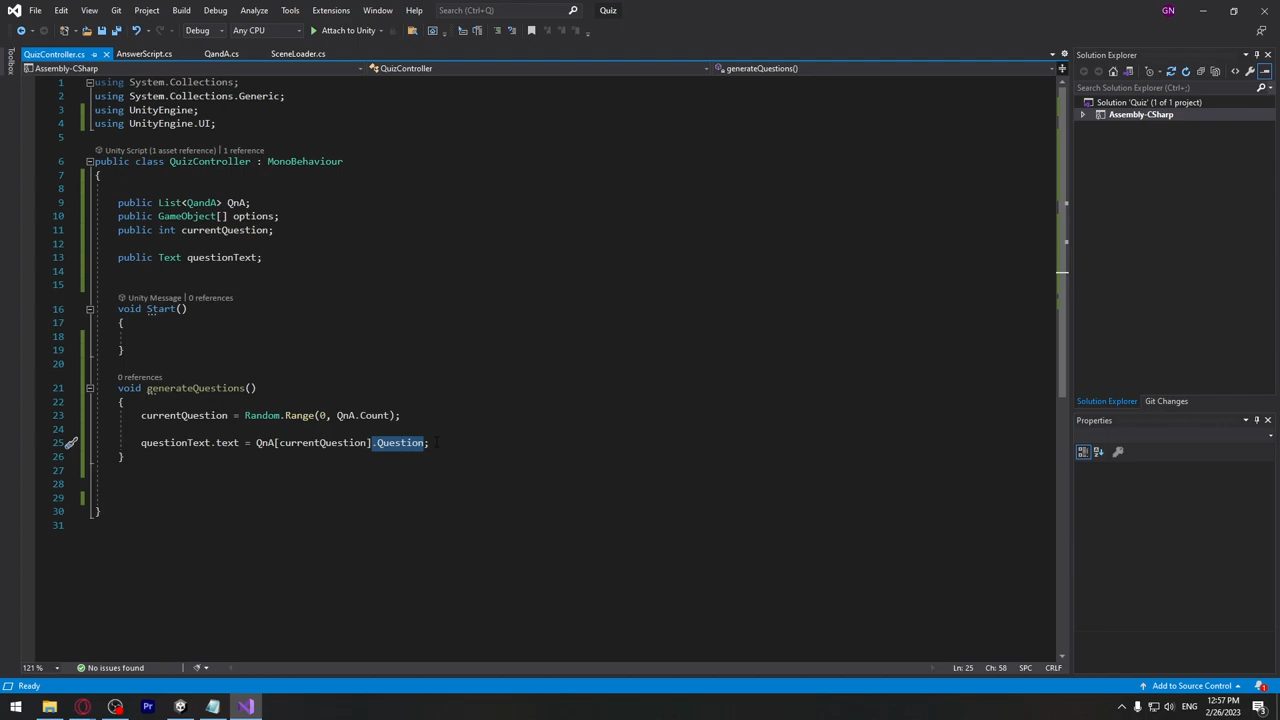 File Edit View Git Project Build Debug Analyze Tools Extensions Window Help Search (Ctrl+Q) Quiz GN
Debug Any CPU Attach to Unity
QuizController.cs AnswerScript.cs QandA.cs SceneLoader.cs
Assembly-CSharp QuizController generateQuestions()
Toolbox
1 using System.Collections;
2 using System.Collections.Generic;
3 using UnityEngine;
4 using UnityEngine.UI;
5
Unity Script (1 asset reference) | 1 reference
6 public class QuizController : MonoBehaviour
7 {
8
9 public List<QandA> QnA;
10 public GameObject[] options;
11 public int currentQuestion;
12
13 public Text questionText;
14
15
Unity Message | 0 references
16 void Start()
17 {
18
19 }
20
0 references
21 void generateQuestions()
22 {
23 currentQuestion = Random.Range(0, QnA.Count);
24
25 questionText.text = QnA[currentQuestion].Question;
26 }
27
28
29
30 }
31
121 % No issues found Ln: 25 Ch: 58 SPC CRLF
Solution Explorer
Search Solution Explorer (Ctrl+;)
Solution 'Quiz' (1 of 1 project)
Assembly-CSharp
Solution Explorer Git Changes
Properties
Ready Add to Source Control 1
Pr ENG 12:57 PM
2/26/2023 3